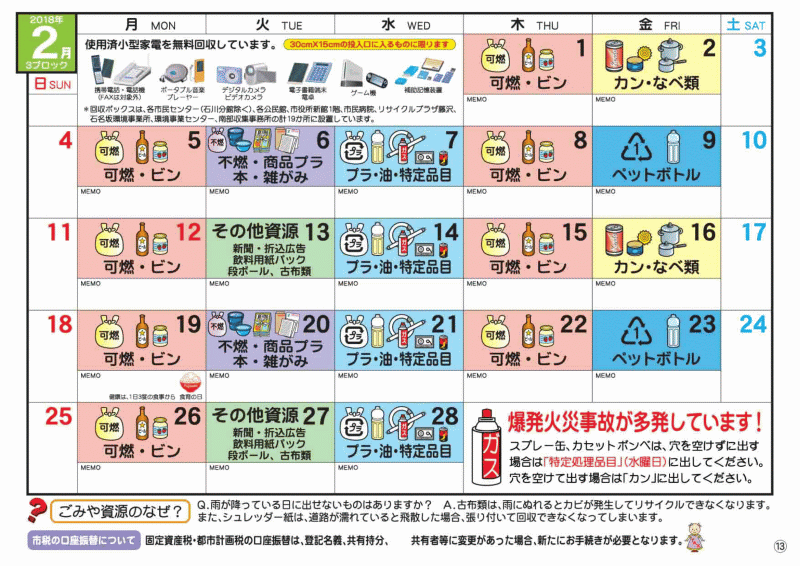 2018年
2月
3ブロック
日 SUN
月 MON
火 TUE
水 WED
木 THU
金 FRI
土 SAT
使用済小型家電を無料回収しています。
30cm×15cmの投入口に入るものに限ります
携帯電話・電話機
(FAXは対象外)
ポータブル音楽
プレーヤー
デジタルカメラ
ビデオカメラ
電子書籍端末
電卓
ゲーム機
補助記憶装置
*回収ボックスは、各市民センター(石川分館除く)、各公民館、市役所新館1階、市民病院、リサイクルプラザ藤沢、
石名坂環境事業所、環境事業センター、南部収集事務所の計19か所に設置しています。
可燃
1
可燃・ビン
MEMO
2
カン・なべ類
MEMO
3
4
可燃
5
可燃・ビン
MEMO
不燃
6
不燃・商品プラ
本・雑がみ
MEMO
プラ
7
プラ・油・特定品目
MEMO
可燃
8
可燃・ビン
MEMO
1
9
ペットボトル
MEMO
10
11
可燃
12
可燃・ビン
MEMO
その他資源 13
新聞・折込広告
飲料用紙パック
段ボール、古布類
MEMO
プラ
14
プラ・油・特定品目
MEMO
可燃
15
可燃・ビン
MEMO
16
カン・なべ類
MEMO
17
18
可燃
19
可燃・ビン
MEMO
健康は、1日3度の食事から 食育の日
不燃
20
不燃・商品プラ
本・雑がみ
MEMO
プラ
21
プラ・油・特定品目
MEMO
可燃
22
可燃・ビン
MEMO
1
23
ペットボトル
MEMO
24
25
可燃
26
可燃・ビン
MEMO
その他資源 27
新聞・折込広告
飲料用紙パック
段ボール、古布類
MEMO
プラ
28
プラ・油・特定品目
MEMO
ガス
爆発火災事故が多発しています!
スプレー缶、カセットボンベは、穴を空けずに出す
場合は「特定処理品目」(水曜日)に出してください。
穴を空けて出す場合は「カン」に出してください。
?
ごみや資源のなぜ?
Q.雨が降っている日に出せないものはありますか? A.古布類は、雨にぬれるとカビが発生してリサイクルできなくなります。
また、シュレッダー紙は、道路が濡れていると飛散した場合、張り付いて回収できなくなってしまいます。
市税の口座振替について
固定資産税・都市計画税の口座振替は、登記名義、共有持分、 共有者等に変更があった場合、新たにお手続きが必要となります。
13